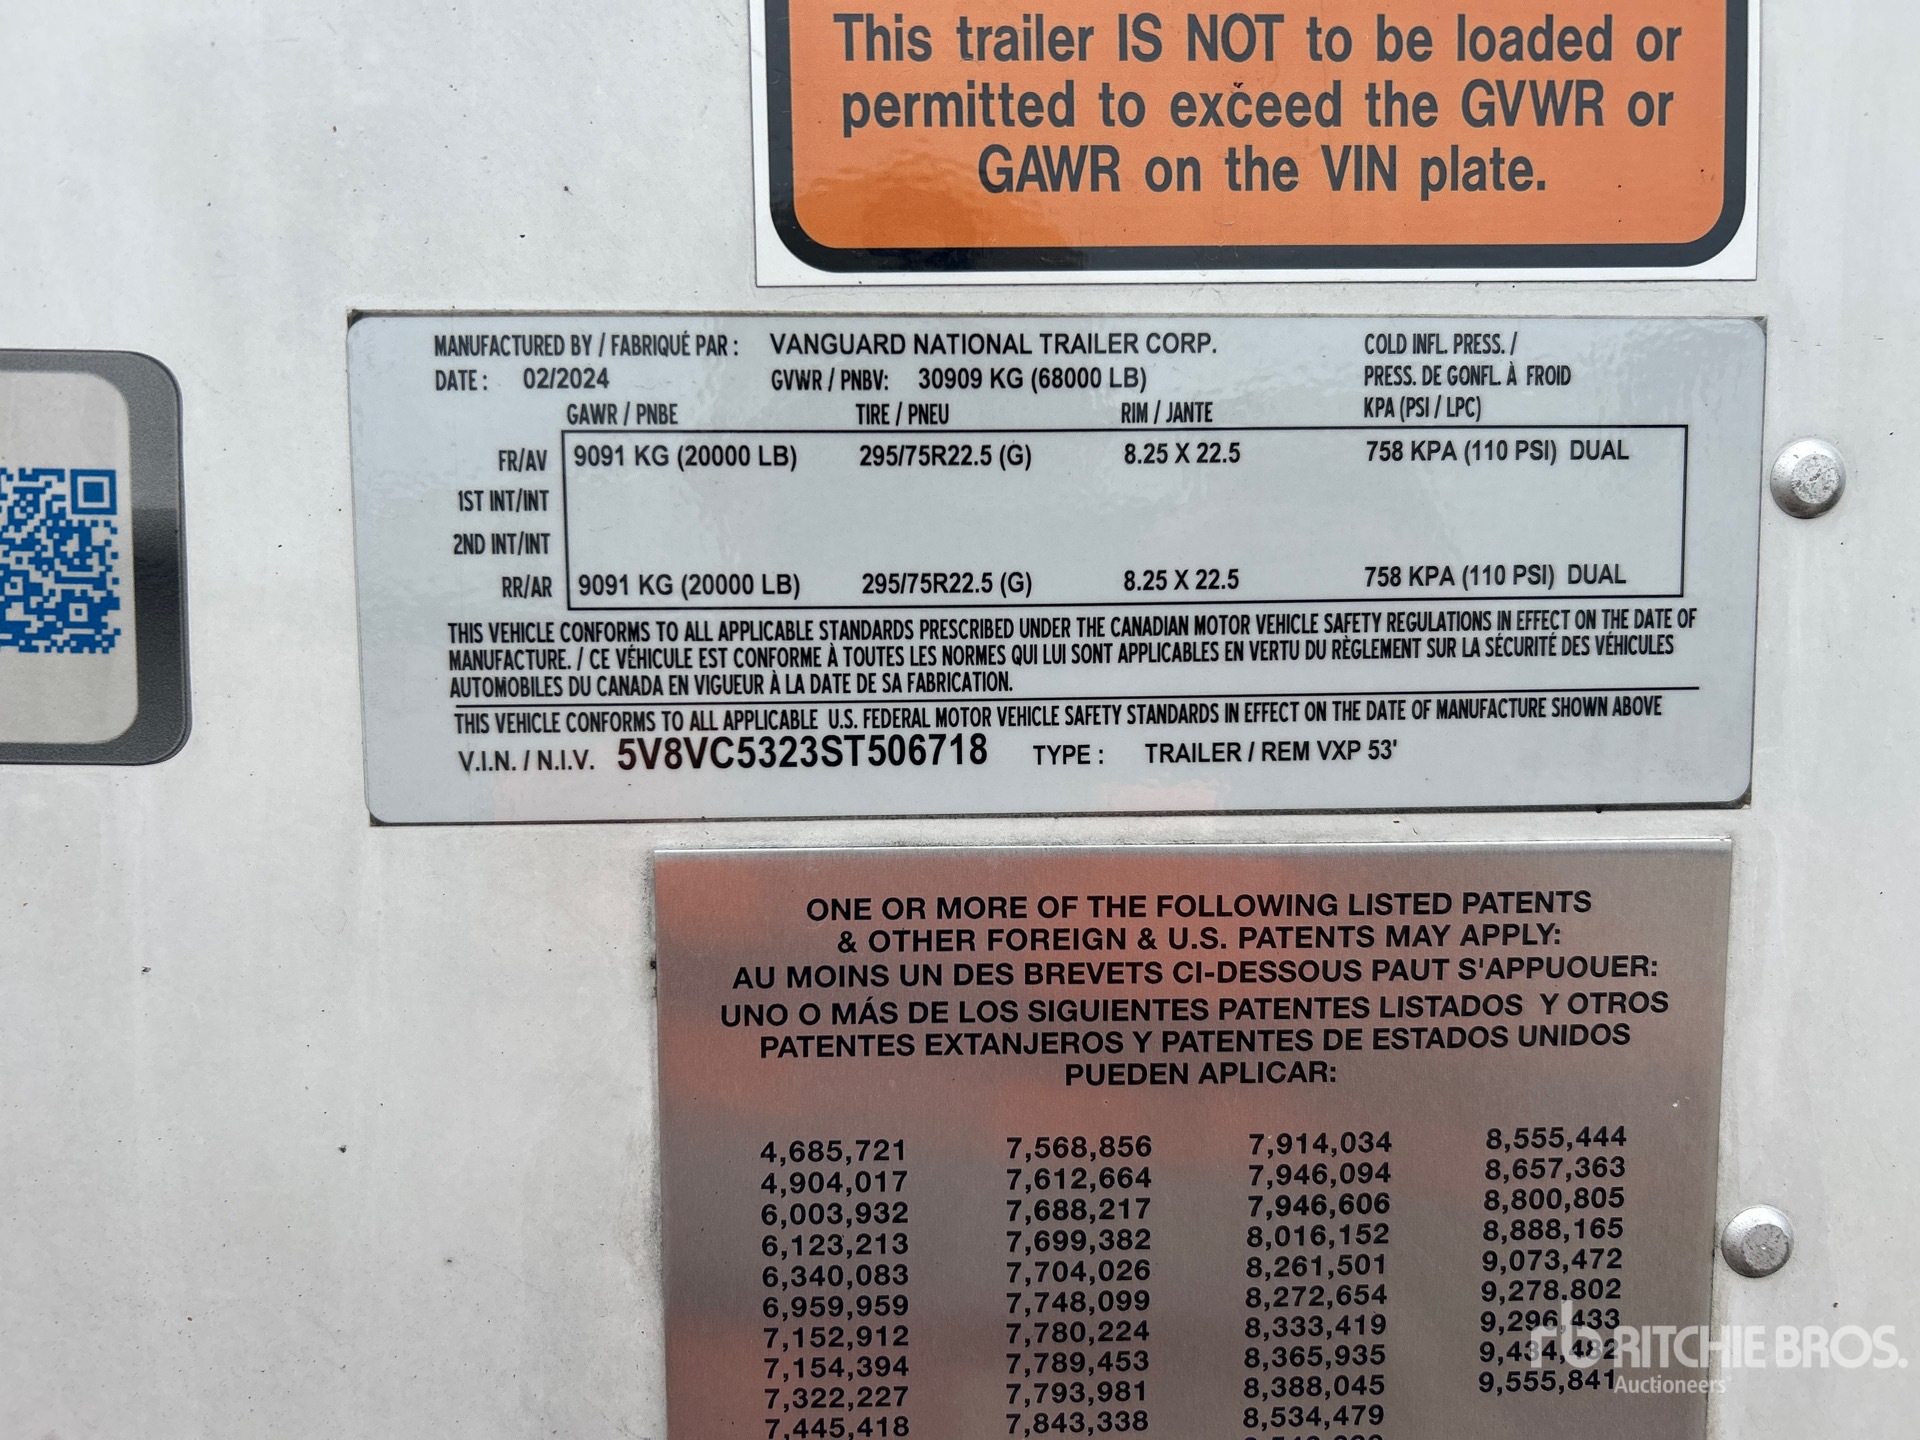 This trailer IS NOT to be loaded or
permitted to exceed the GVWR or
GAWR on the VIN plate.
MANUFACTURED BY / FABRIQUÉ PAR : VANGUARD NATIONAL TRAILER CORP. COLD INFL. PRESS. /
DATE : 02/2024 GVWR / PNBV: 30909 KG (68000 LB) PRESS. DE GONFL. À FROID
GAWR / PNBE TIRE / PNEU RIM / JANTE KPA (PSI / LPC)
FR/AV 9091 KG (20000 LB) 295/75R22.5 (G) 8.25 X 22.5 758 KPA (110 PSI) DUAL
1ST INT/INT
2ND INT/INT
RR/AR 9091 KG (20000 LB) 295/75R22.5 (G) 8.25 X 22.5 758 KPA (110 PSI) DUAL
THIS VEHICLE CONFORMS TO ALL APPLICABLE STANDARDS PRESCRIBED UNDER THE CANADIAN MOTOR VEHICLE SAFETY REGULATIONS IN EFFECT ON THE DATE OF
MANUFACTURE. / CE VÉHICULE EST CONFORME À TOUTES LES NORMES QUI LUI SONT APPLICABLES EN VERTU DU RÈGLEMENT SUR LA SÉCURITÉ DES VÉHICULES
AUTOMOBILES DU CANADA EN VIGUEUR À LA DATE DE SA FABRICATION.
THIS VEHICLE CONFORMS TO ALL APPLICABLE U.S. FEDERAL MOTOR VEHICLE SAFETY STANDARDS IN EFFECT ON THE DATE OF MANUFACTURE SHOWN ABOVE
V.I.N. / N.I.V. 5V8VC5323ST506718 TYPE : TRAILER / REM VXP 53'
ONE OR MORE OF THE FOLLOWING LISTED PATENTS
& OTHER FOREIGN & U.S. PATENTS MAY APPLY:
AU MOINS UN DES BREVETS CI-DESSOUS PAUT S'APPUOUER:
UNO O MÁS DE LOS SIGUIENTES PATENTES LISTADOS Y OTROS
PATENTES EXTANJEROS Y PATENTES DE ESTADOS UNIDOS
PUEDEN APLICAR:
4,685,721 7,568,856 7,914,034 8,555,444
4,904,017 7,612,664 7,946,094 8,657,363
6,003,932 7,688,217 7,946,606 8,800,805
6,123,213 7,699,382 8,016,152 8,888,165
6,340,083 7,704,026 8,261,501 9,073,472
6,959,959 7,748,099 8,272,654 9,278,802
7,152,912 7,780,224 8,333,419 9,296,433
7,154,394 7,789,453 8,365,935 9,434,482
7,322,227 7,793,981 8,388,045 9,555,841
7,445,418 7,843,338 8,534,479
rb RITCHIE BROS.
Auctioneers